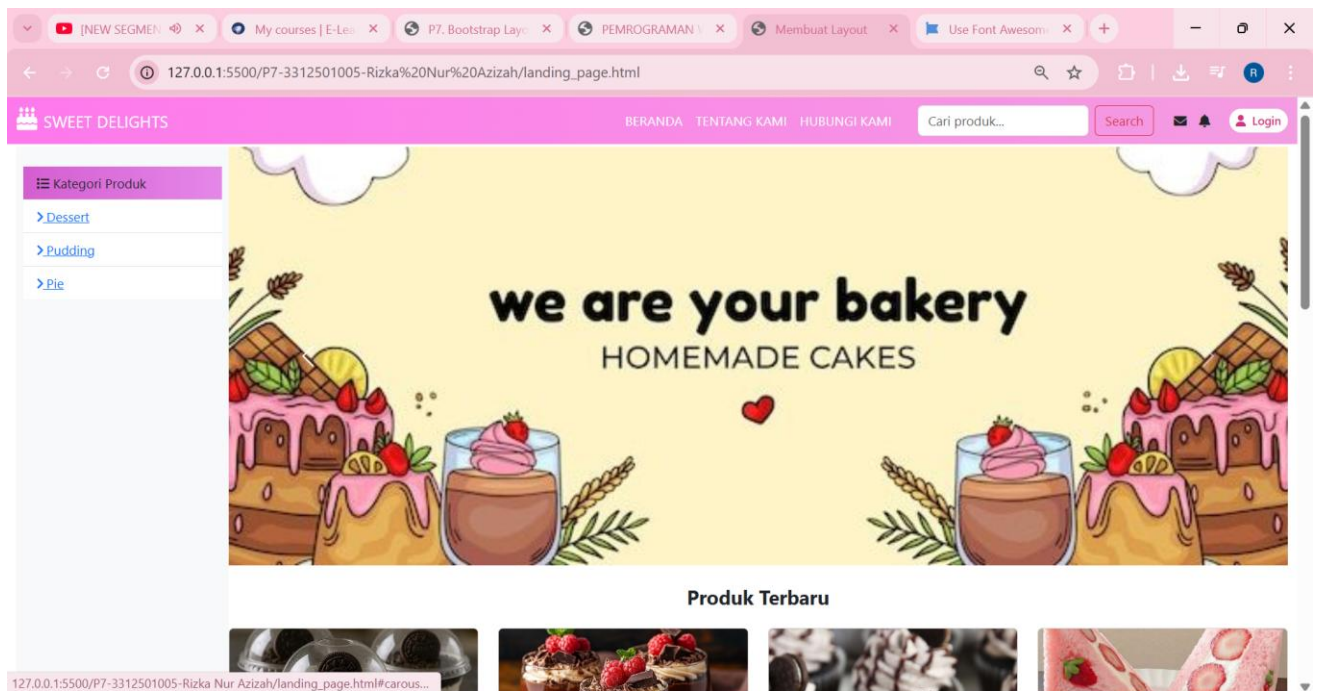 [NEW SEGMEN
My courses | E-Lea
P7. Bootstrap Layo
PEMROGRAMAN
Membuat Layout
Use Font Awesom
127.0.0.1:5500/P7-3312501005-Rizka%20Nur%20Azizah/landing_page.html
R
SWEET DELIGHTS
BERANDA TENTANG KAMI HUBUNGI KAMI
Cari produk...
Search
Login
Kategori Produk
Dessert
Pudding
Pie
we are your bakery
HOMEMADE CAKES
Produk Terbaru
127.0.0.1:5500/P7-3312501005-Rizka Nur Azizah/landing_page.html#carous...